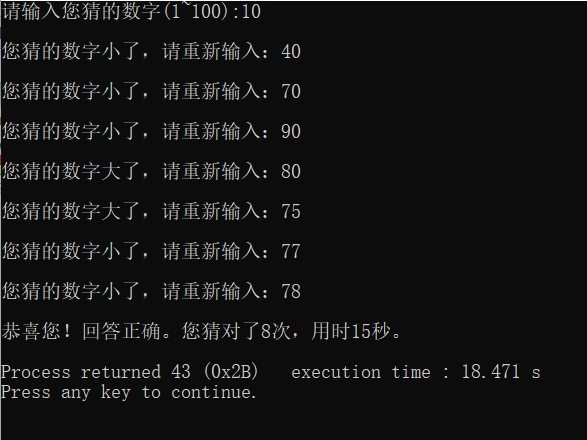 请输入您猜的数字(1~100):10
您猜的数字小了，请重新输入：40
您猜的数字小了，请重新输入：70
您猜的数字小了，请重新输入：90
您猜的数字大了，请重新输入：80
您猜的数字大了，请重新输入：75
您猜的数字小了，请重新输入：77
您猜的数字小了，请重新输入：78
恭喜您！回答正确。您猜对了8次，用时15秒。
Process returned 43 (0x2B)   execution time : 18.471 s
Press any key to continue.